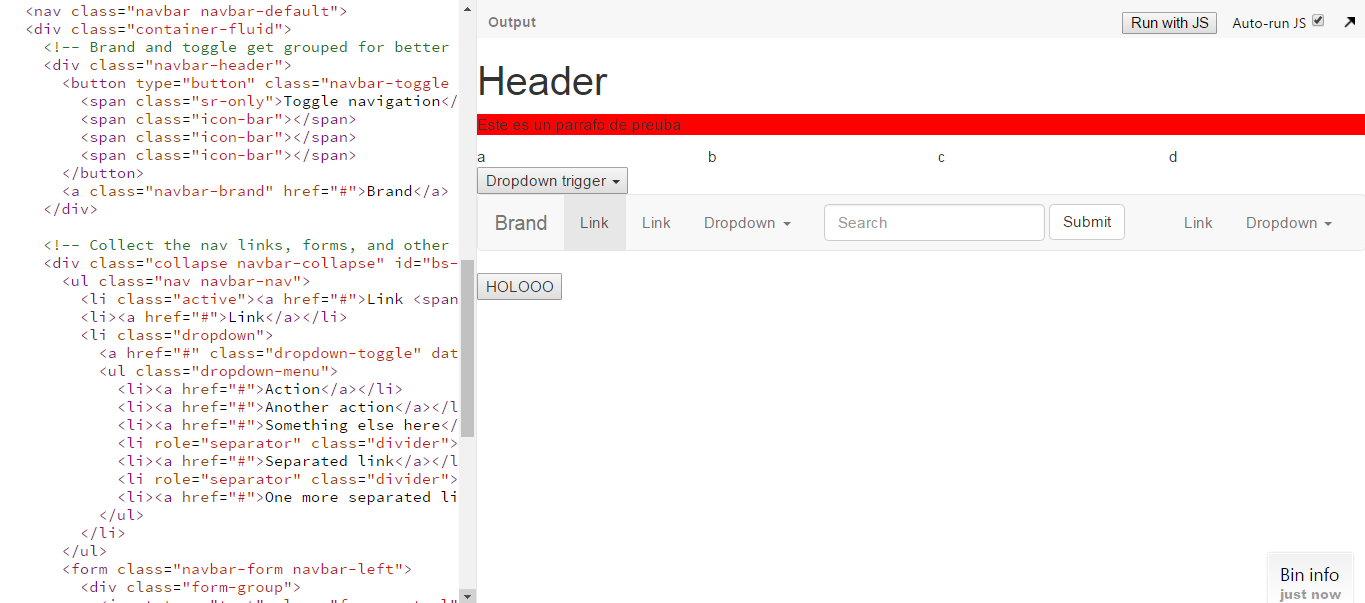 <nav class="navbar navbar-default">
<div class="container-fluid">
<!-- Brand and toggle get grouped for better
<div class="navbar-header">
<button type="button" class="navbar-toggle
<span class="sr-only">Toggle navigation</
<span class="icon-bar"></span>
<span class="icon-bar"></span>
<span class="icon-bar"></span>
</button>
<a class="navbar-brand" href="#">Brand</a>
</div>
<!-- Collect the nav links, forms, and other
<div class="collapse navbar-collapse" id="bs-
<ul class="nav navbar-nav">
<li class="active"><a href="#">Link <span
<li><a href="#">Link</a></li>
<li class="dropdown">
<a href="#" class="dropdown-toggle" dat
<ul class="dropdown-menu">
<li><a href="#">Action</a></li>
<li><a href="#">Another action</a></l
<li><a href="#">Something else here</
<li role="separator" class="divider">
<li><a href="#">Separated link</a></l
<li role="separator" class="divider">
<li><a href="#">One more separated li
</ul>
</li>
</ul>
<form class="navbar-form navbar-left">
<div class="form-group">
Output Run with JS Auto-run JS
Header
Este es un parrafo de preuba.
a b c d
Dropdown trigger
Brand Link Link Dropdown Search Submit Link Dropdown
HOLOOO
Bin info
just now